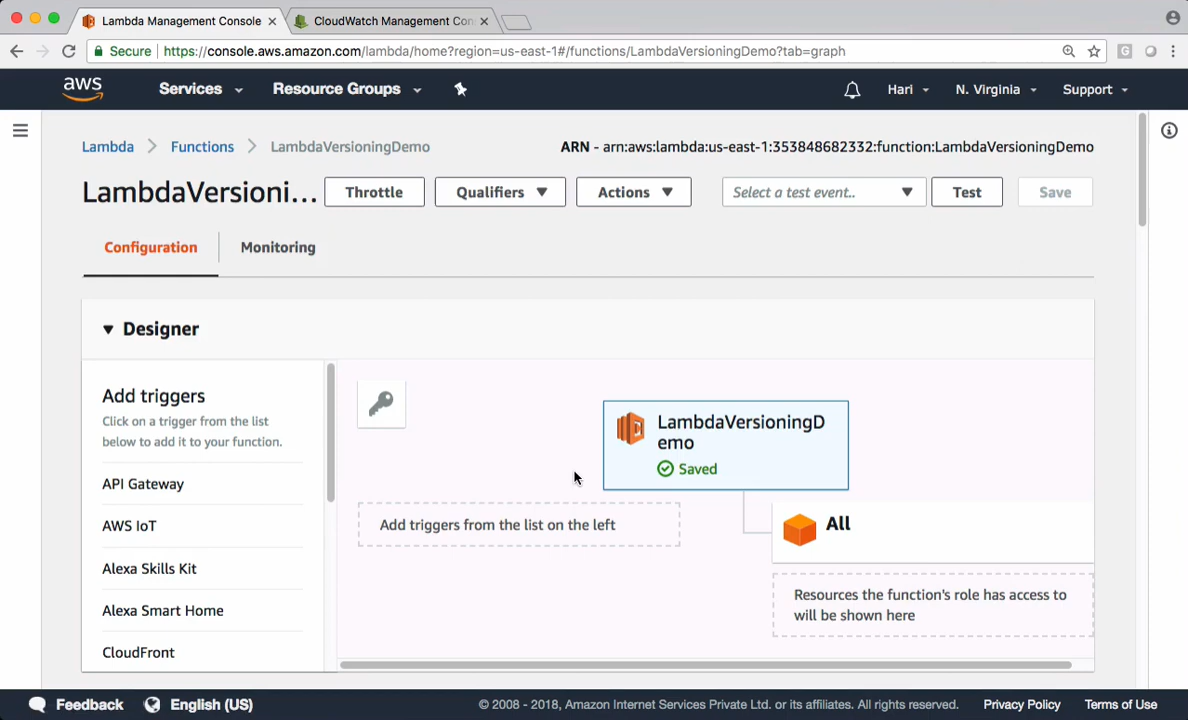 Lambda Management Console
CloudWatch Management Con
Secure
https://console.aws.amazon.com/lambda/home?region=us-east-1#/functions/LambdaVersioningDemo?tab=graph
aws
Services
Resource Groups
Hari
N. Virginia
Support
Lambda
Functions
LambdaVersioningDemo
ARN - arn:aws:lambda:us-east-1:353848682332:function:LambdaVersioningDemo
LambdaVersioni...
Throttle
Qualifiers
Actions
Select a test event..
Test
Save
Configuration
Monitoring
Designer
Add triggers
Click on a trigger from the list
below to add it to your function.
API Gateway
AWS IoT
Alexa Skills Kit
Alexa Smart Home
CloudFront
LambdaVersioningD
emo
Saved
Add triggers from the list on the left
All
Resources the function's role has access to
will be shown here
Feedback
English (US)
© 2008 - 2018, Amazon Internet Services Private Ltd. or its affiliates. All rights reserved.
Privacy Policy
Terms of Use